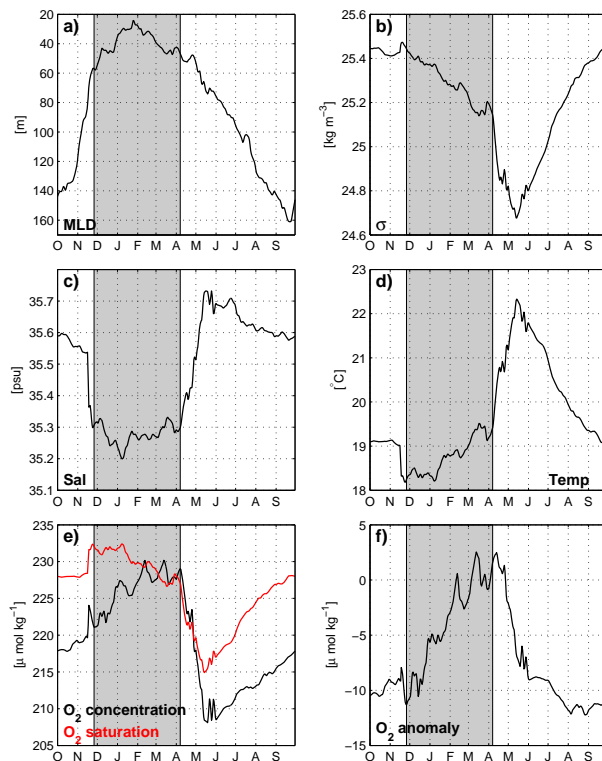 a)
20
40
60
80
100
120
140
160
[m]
MLD
O N D J F M A M J J A S
b)
25.6
25.4
25.2
25
24.8
24.6
[kg m−3]
σ
O N D J F M A M J J A S
c)
35.7
35.6
35.5
35.4
35.3
35.2
35.1
[psu]
Sal
O N D J F M A M J J A S
d)
23
22
21
20
19
18
[°C]
Temp
O N D J F M A M J J A S
e)
235
230
225
220
215
210
205
[μ mol kg−1]
O2 concentration
O2 saturation
O N D J F M A M J J A S
f)
5
0
−5
−10
−15
[μ mol kg−1]
O2 anomaly
O N D J F M A M J J A S